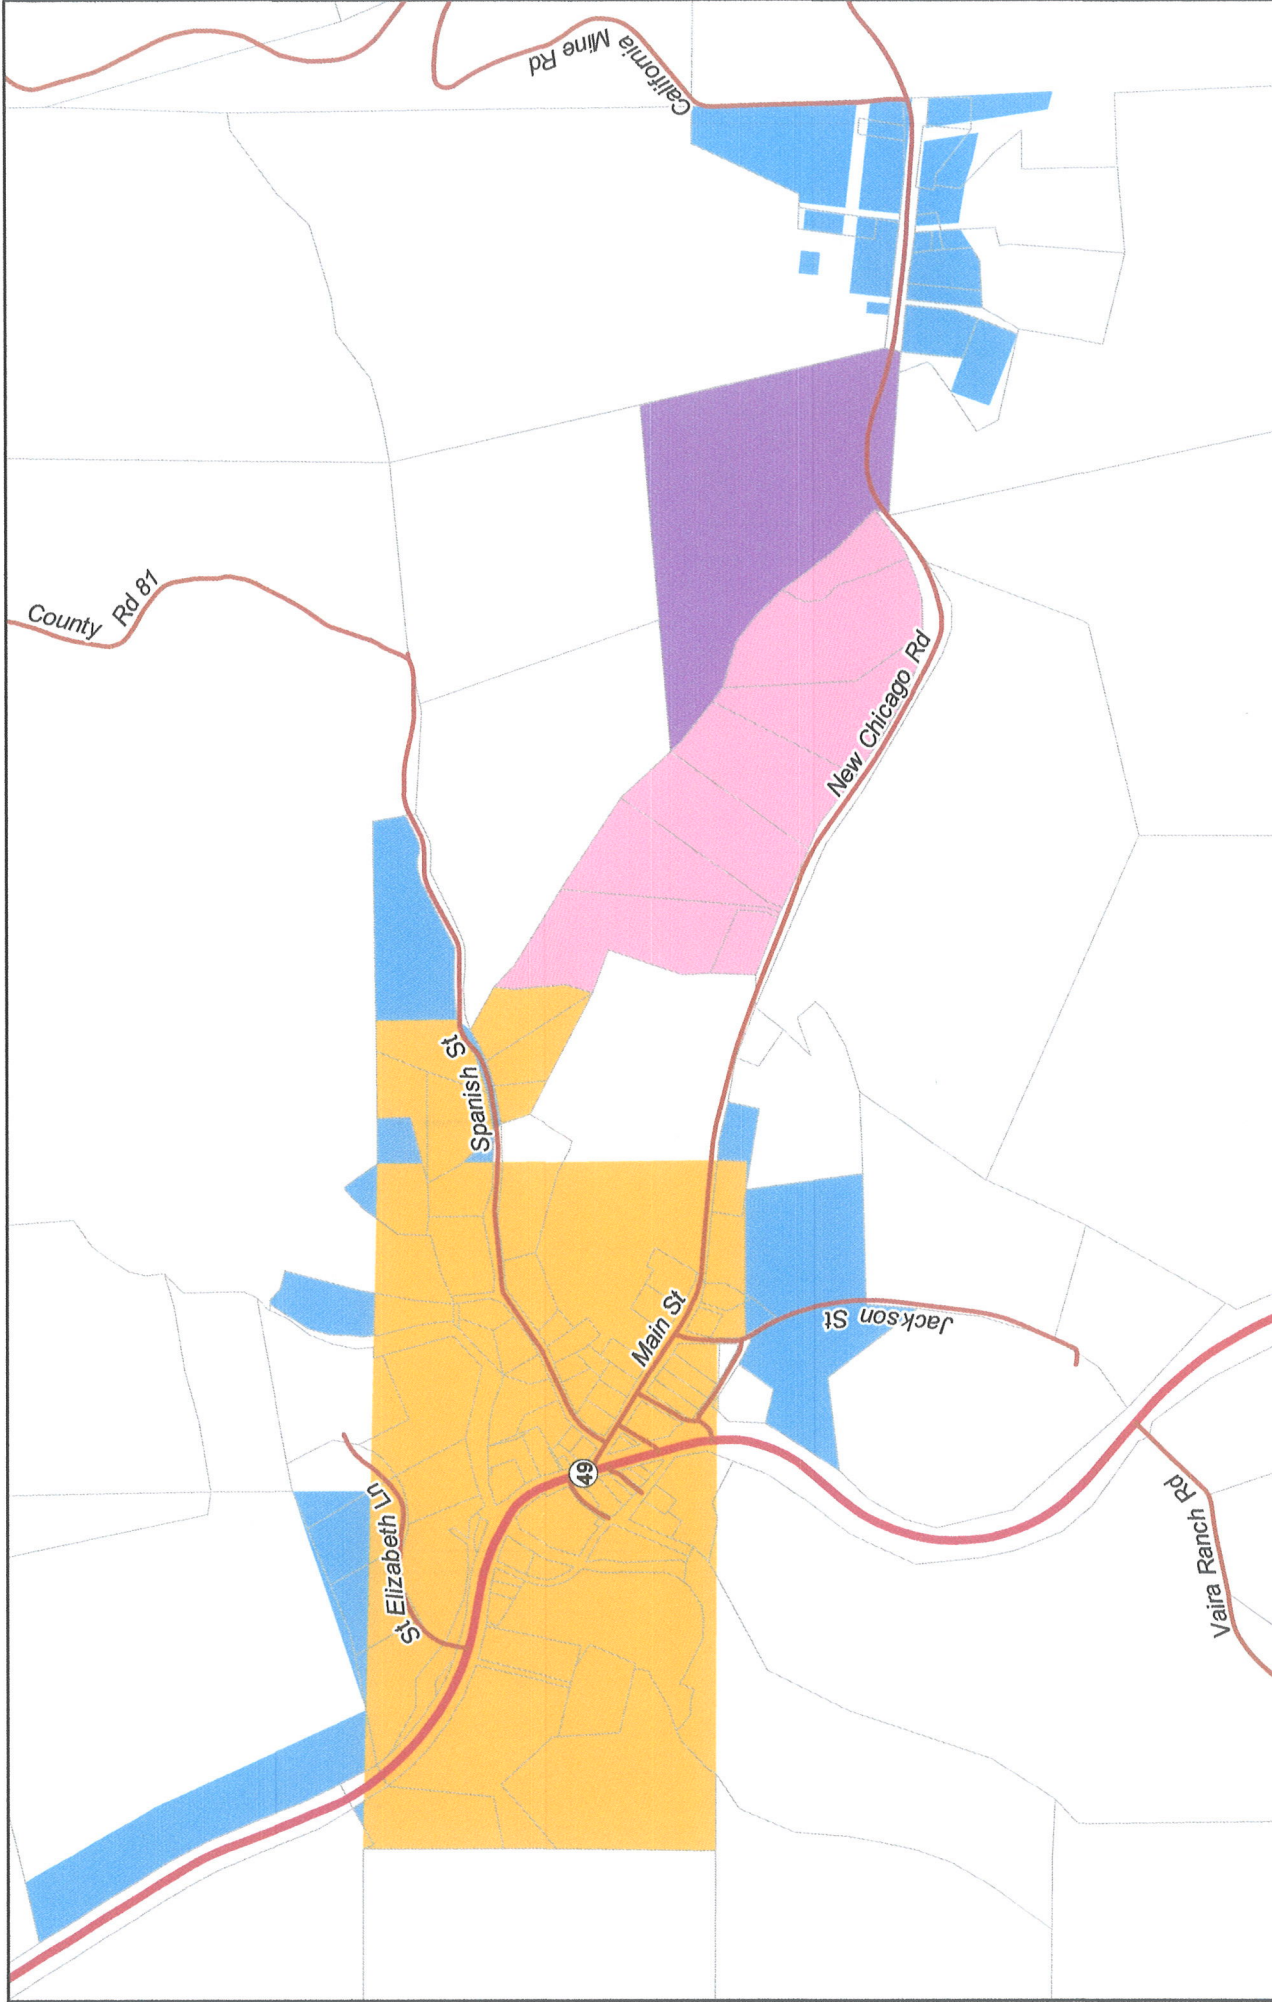 California Mine Rd
County Rd 81
New Chicago Rd
Spanish St
Main St
Jackson St
49
St Elizabeth Ln
Vaira Ranch Rd